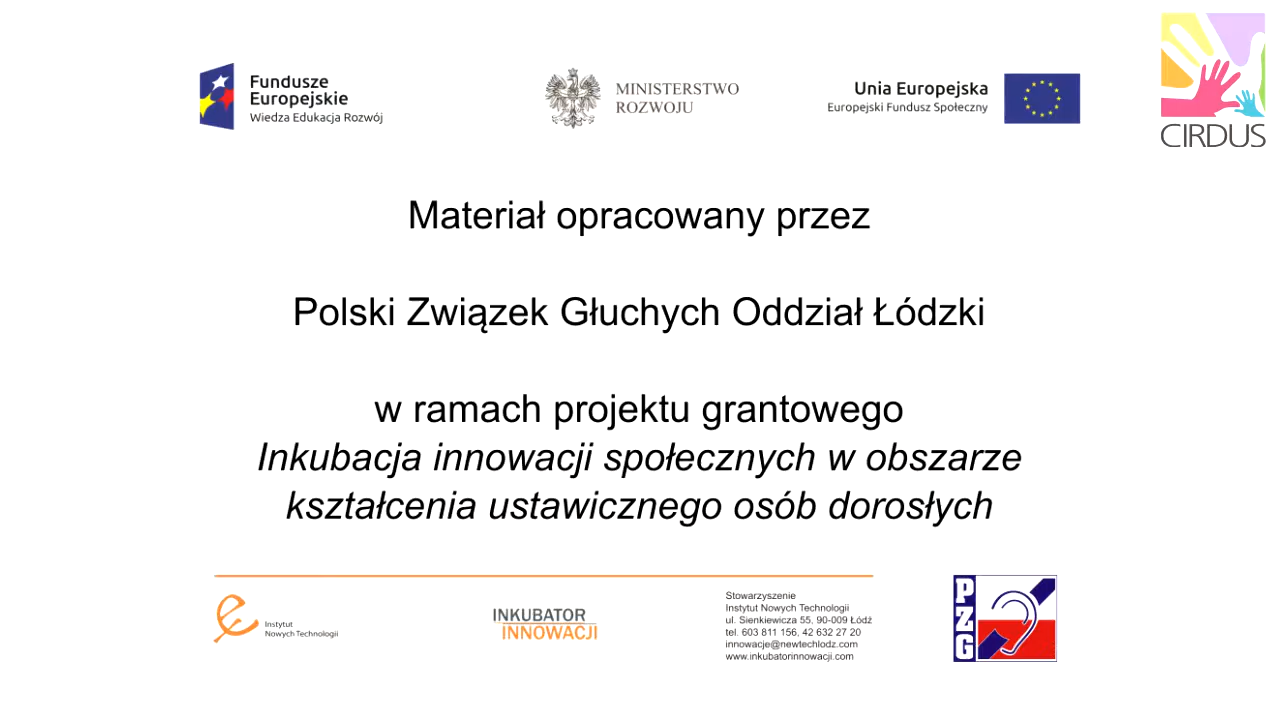 Fundusze
Europejskie
Wiedza Edukacja Rozwój
MINISTERSTWO
ROZWOJU
Unia Europejska
Europejski Fundusz Społeczny
CIRDUS
Materiał opracowany przez
Polski Związek Głuchych Oddział Łódzki
w ramach projektu grantowego
Inkubacja innowacji społecznych w obszarze
kształcenia ustawicznego osób dorosłych
Instytut
Nowych Technologii
INKUBATOR
INNOWACJI
Stowarzyszenie
Instytut Nowych Technologii
ul. Sienkiewicza 55, 90-009 Łódź
tel. 603 811 156, 42 632 27 20
innowacje@newtechlodz.com
www.inkubatorinnowacji.com
PZG